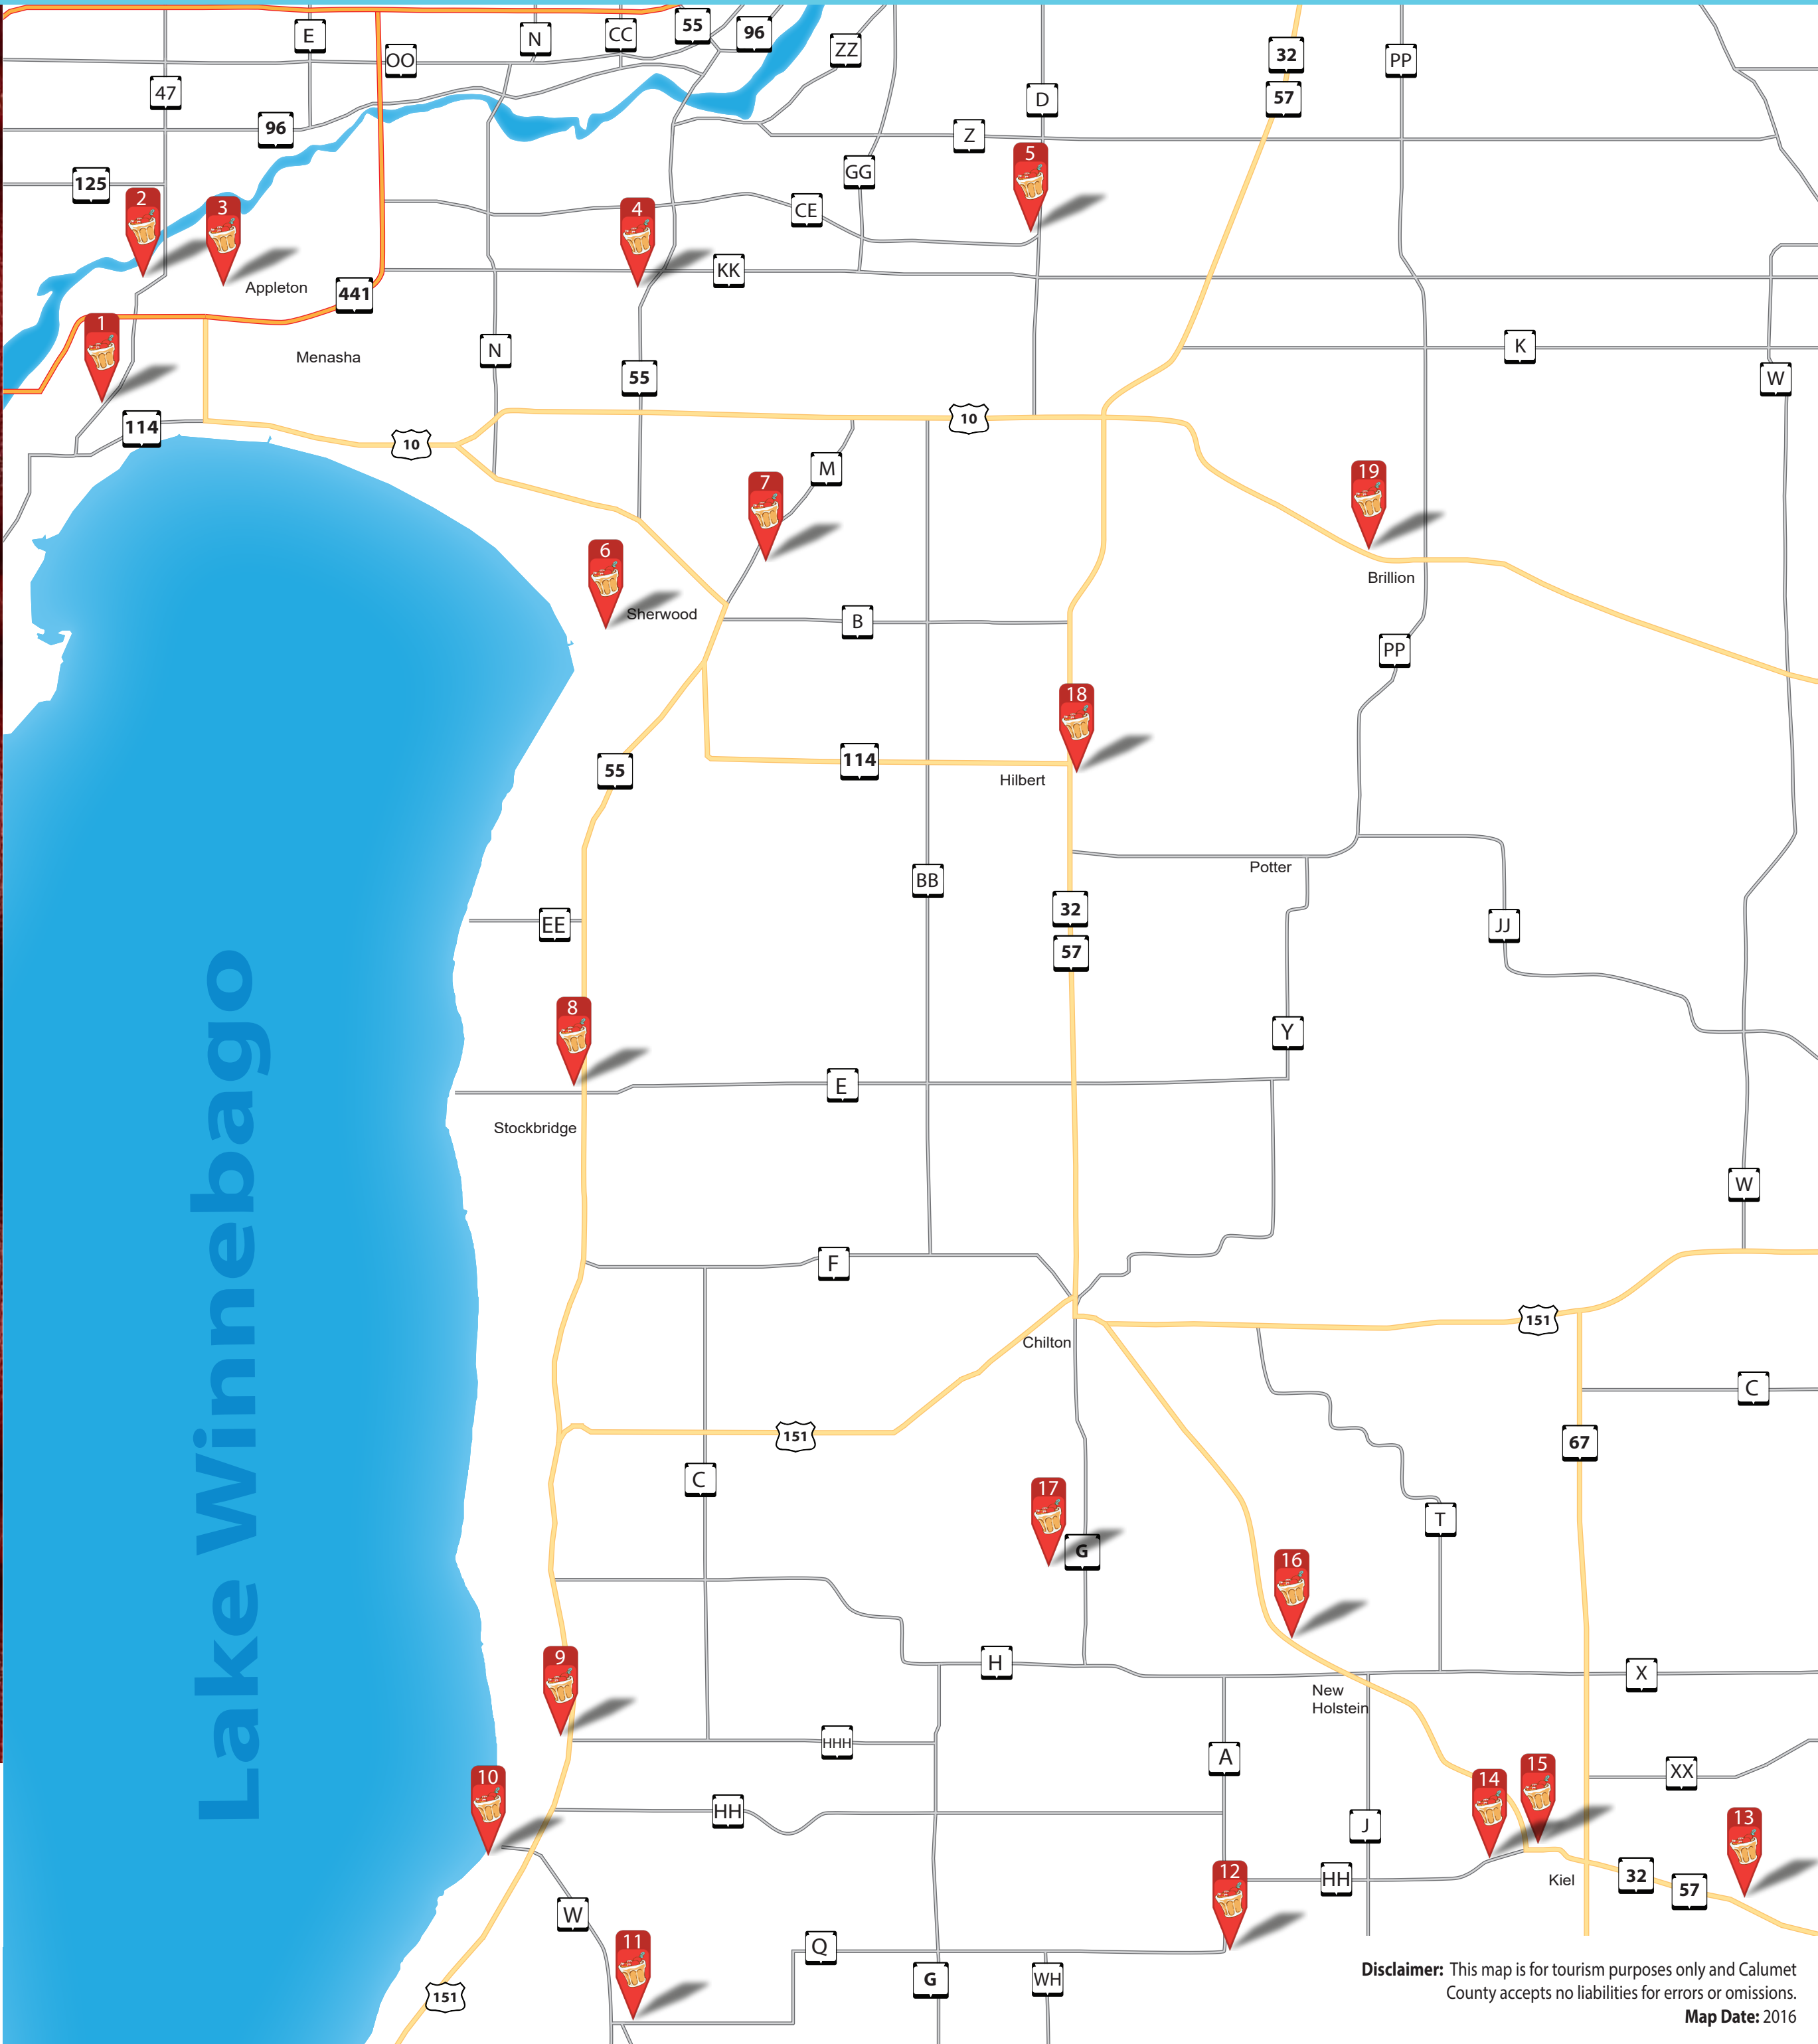 E
N
CC
55
96
ZZ
32
PP
OO
47
D
57
96
Z
5
GG
125
2
3
4
CE
KK
Appleton
441
1
Menasha
N
K
55
W
114
10
10
M
19
7
6
Brillion
Sherwood
B
PP
18
55
114
Hilbert
Potter
BB
32
EE
JJ
57
8
Y
E
Stockbridge
W
Lake Winnebago
F
151
Chilton
C
151
67
C
17
T
G
16
9
H
X
New
Holstein
HHH
A
10
14
15
XX
HH
13
J
12
HH
Kiel
32
57
W
11
Q
G
WH
151
Disclaimer: This map is for tourism purposes only and Calumet
County accepts no liabilities for errors or omissions.
Map Date: 2016